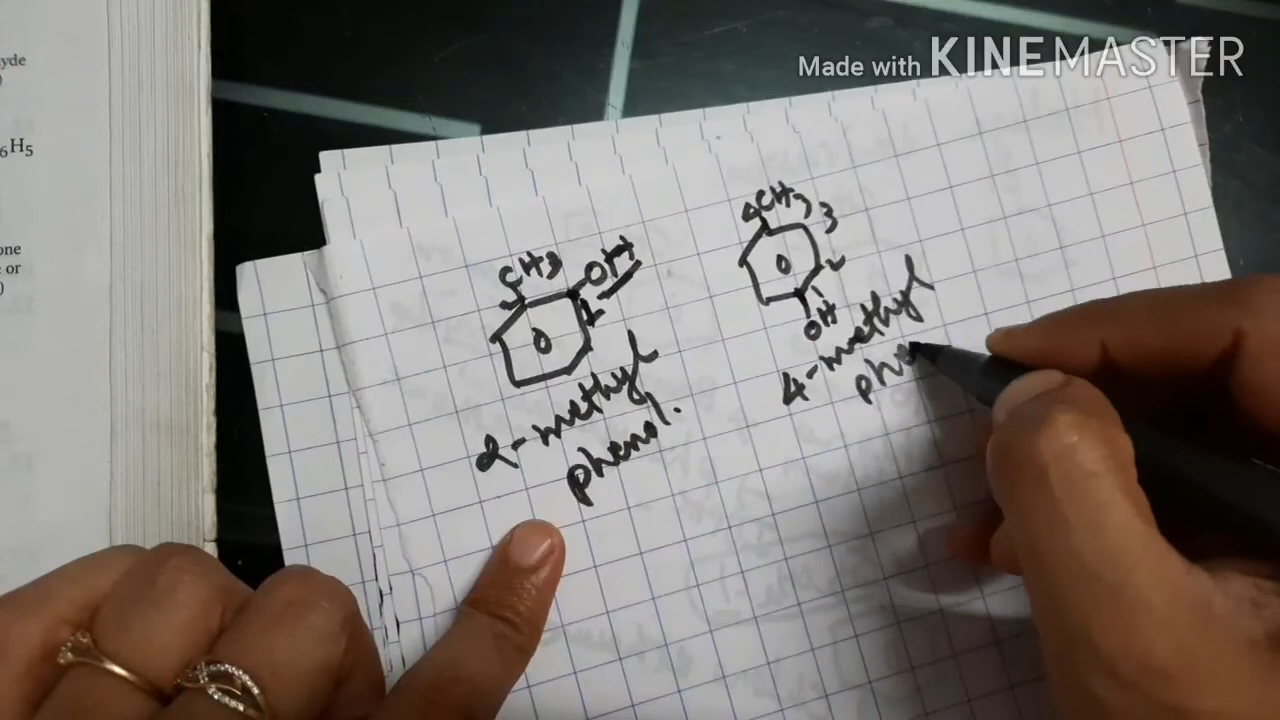 Made with KINEMASTER
yde
)
6H5
one
e or
)
CH3
OH
1
2-methyl
phenol.
4 CH3
3
2
1
OH
4-methyl
phe